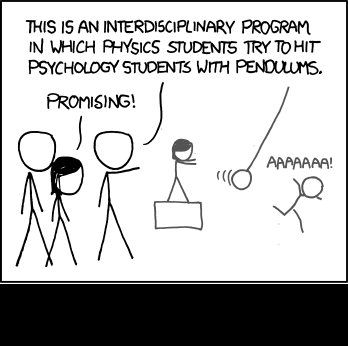 THIS IS AN INTERDISCIPLINARY PROGRAM
IN WHICH PHYSICS STUDENTS TRY TO HIT
PSYCHOLOGY STUDENTS WITH PENDULUMS.
PROMISING!
AAAAAAA!